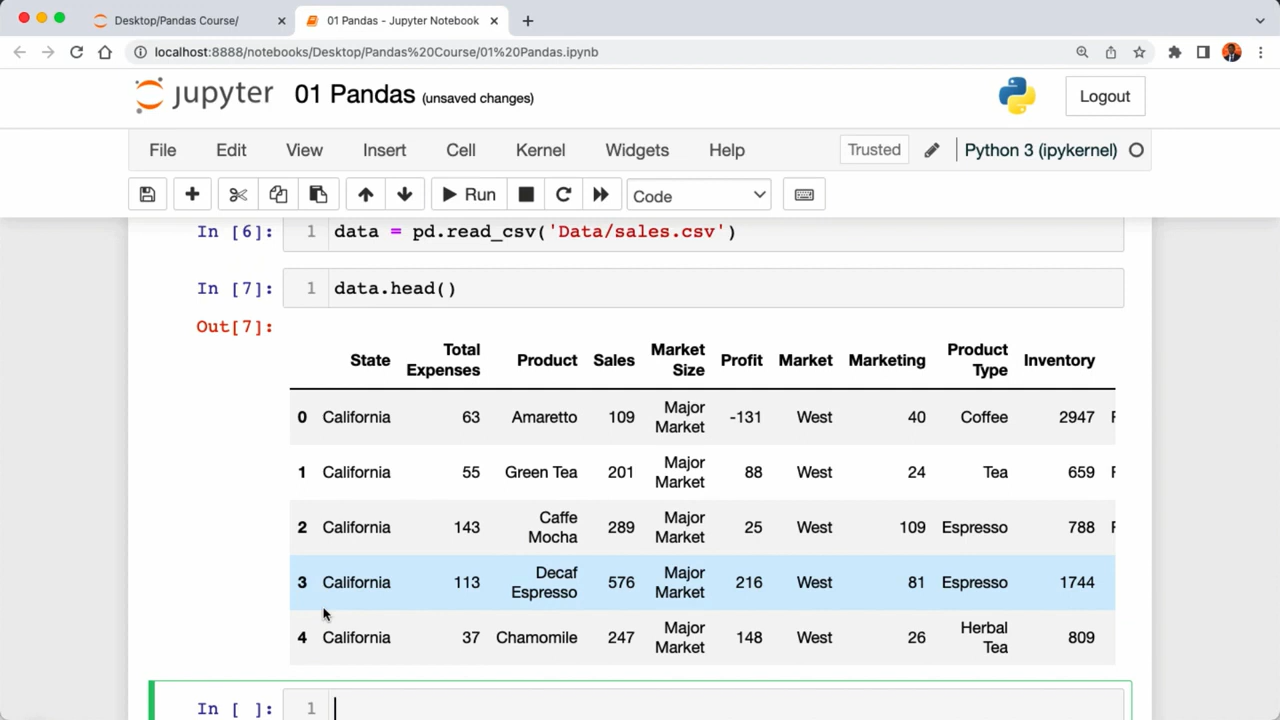 Desktop/Pandas Course/
01 Pandas - Jupyter Notebook
localhost:8888/notebooks/Desktop/Pandas%20Course/01%20Pandas.ipynb
jupyter 01 Pandas (unsaved changes) Logout
File Edit View Insert Cell Kernel Widgets Help Trusted Python 3 (ipykernel)
Run Code
In [6]: 1 data = pd.read_csv('Data/sales.csv')
In [7]: 1 data.head()
Out[7]:
State Total Expenses Product Sales Market Size Profit Market Marketing Product Type Inventory
0 California 63 Amaretto 109 Major Market -131 West 40 Coffee 2947
1 California 55 Green Tea 201 Major Market 88 West 24 Tea 659
2 California 143 Caffe Mocha 289 Major Market 25 West 109 Espresso 788
3 California 113 Decaf Espresso 576 Major Market 216 West 81 Espresso 1744
4 California 37 Chamomile 247 Major Market 148 West 26 Herbal Tea 809
In [ ]: 1